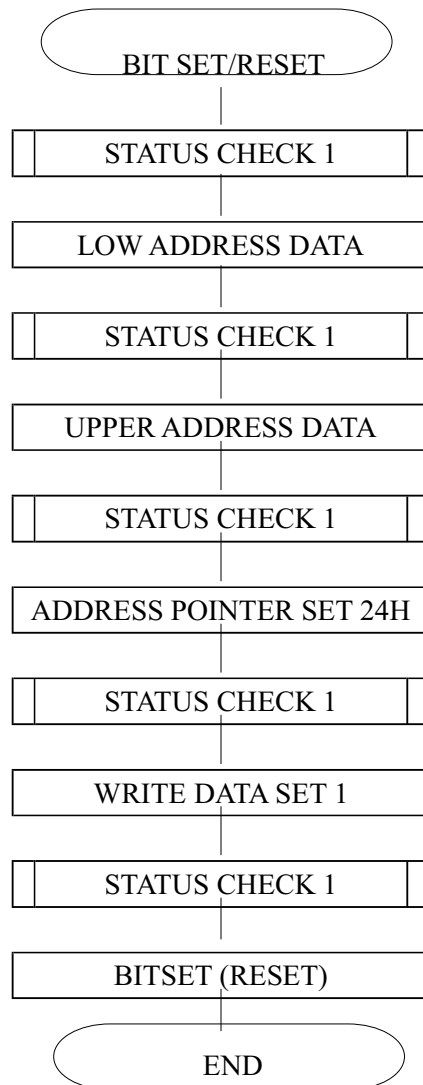 BIT SET/RESET
STATUS CHECK 1
LOW ADDRESS DATA
STATUS CHECK 1
UPPER ADDRESS DATA
STATUS CHECK 1
ADDRESS POINTER SET 24H
STATUS CHECK 1
WRITE DATA SET 1
STATUS CHECK 1
BITSET (RESET)
END